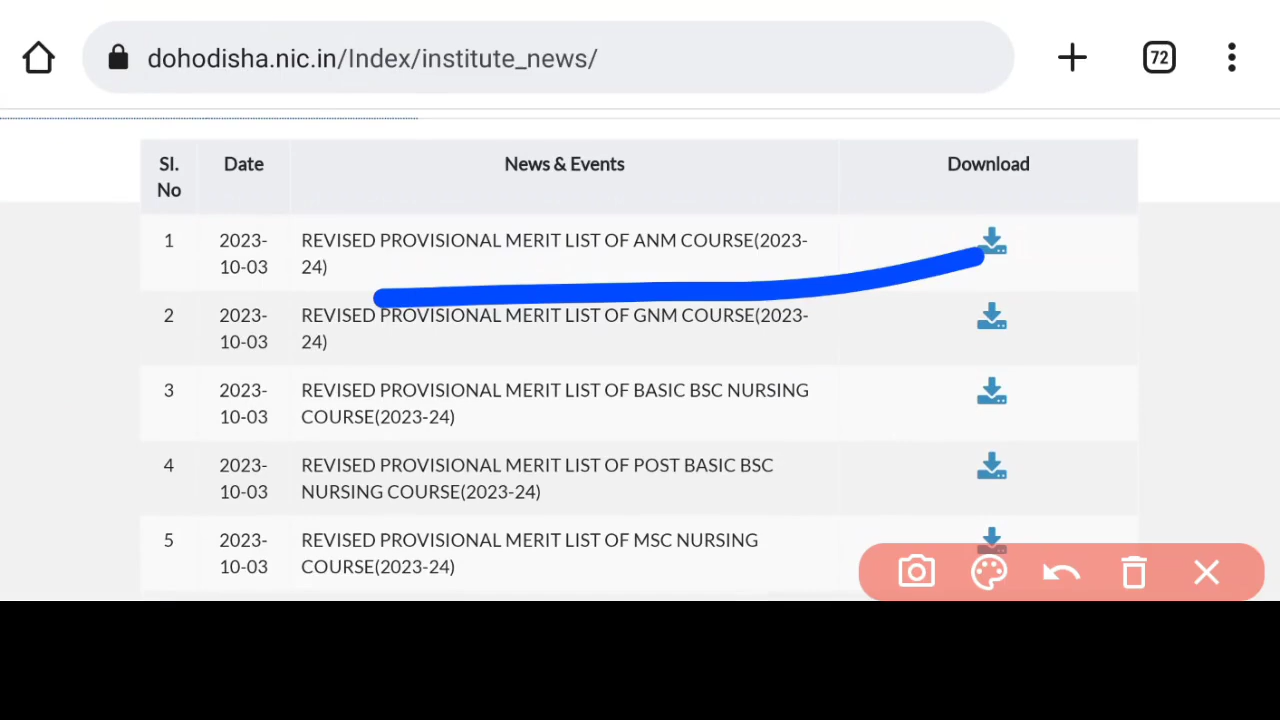 dohodisha.nic.in/Index/institute_news/
72
Sl. No
Date
News & Events
Download
1
2023-10-03
REVISED PROVISIONAL MERIT LIST OF ANM COURSE(2023-
24)
2
2023-10-03
REVISED PROVISIONAL MERIT LIST OF GNM COURSE(2023-
24)
3
2023-10-03
REVISED PROVISIONAL MERIT LIST OF BASIC BSC NURSING
COURSE(2023-24)
4
2023-10-03
REVISED PROVISIONAL MERIT LIST OF POST BASIC BSC
NURSING COURSE(2023-24)
5
2023-10-03
REVISED PROVISIONAL MERIT LIST OF MSC NURSING
COURSE(2023-24)